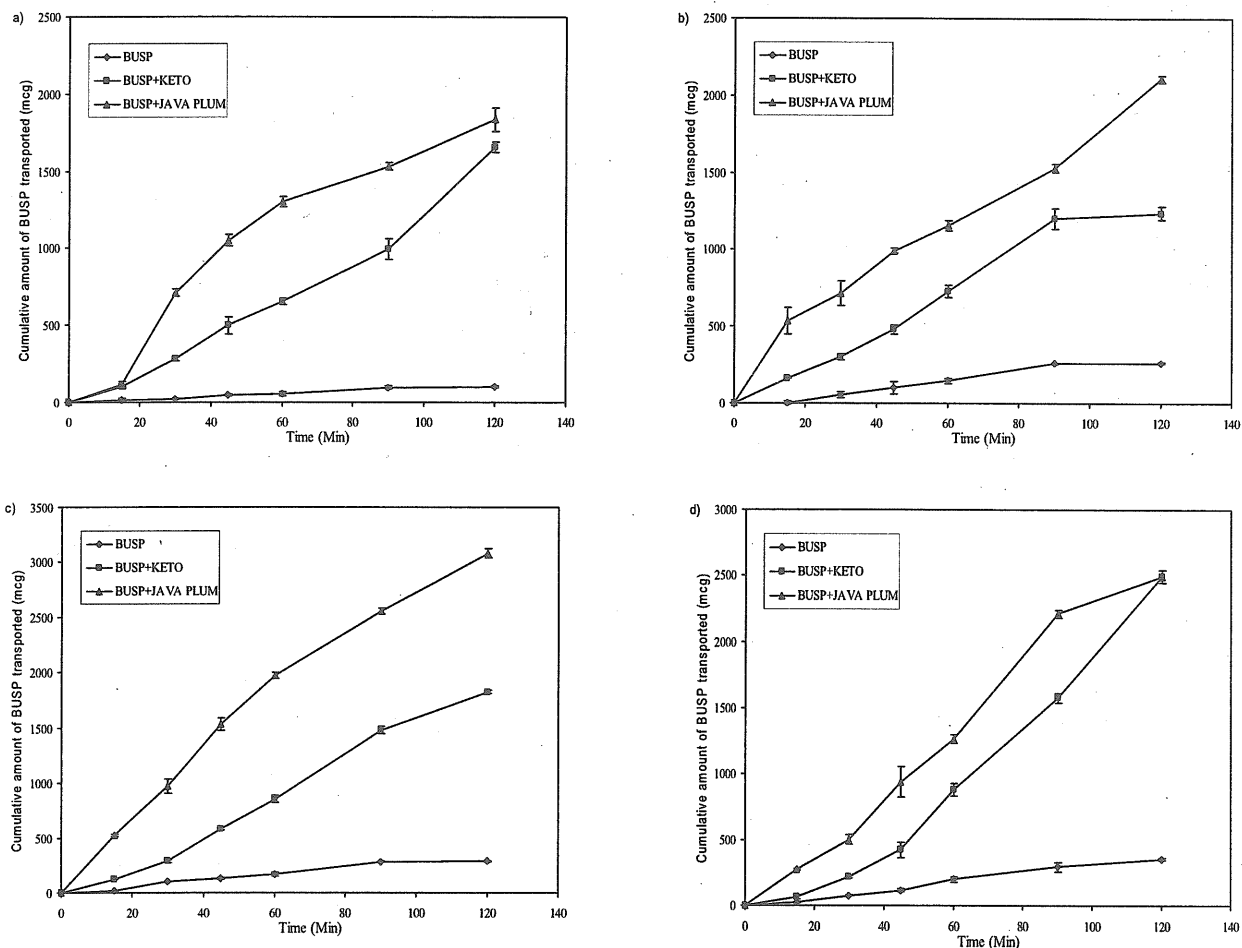 a)
2500
2000
1500
1000
500
0
Cumulative amount of BUSP transported (mcg)
BUSP
BUSP+KETO
BUSP+JAVA PLUM
0 20 40 60 80 100 120 140
Time (Min)
b)
2500
2000
1500
1000
500
0
Cumulative amount of BUSP transported (mcg)
BUSP
BUSP+KETO
BUSP+JAVA PLUM
0 20 40 60 80 100 120 140
Time (Min)
c)
3500
3000
2500
2000
1500
1000
500
0
Cumulative amount of BUSP transported (mcg)
BUSP
BUSP+KETO
BUSP+JAVA PLUM
0 20 40 60 80 100 120 140
Time (Min)
d)
3000
2500
2000
1500
1000
500
0
Cumulative amount of BUSP transported (mcg)
BUSP
BUSP+KETO
BUSP+JAVA PLUM
0 20 40 60 80 100 120 140
Time (Min)